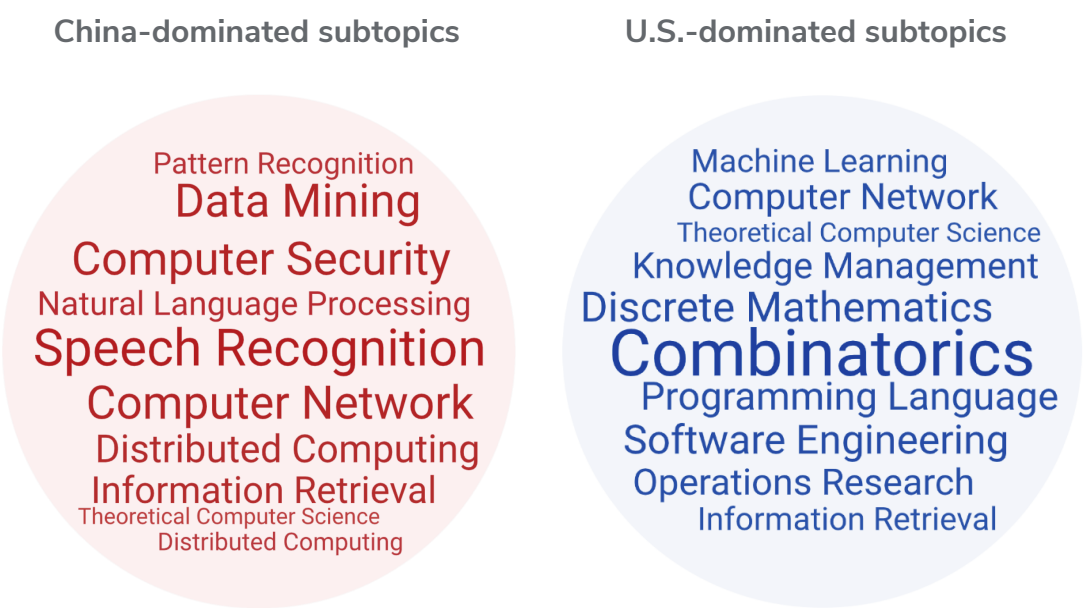 China-dominated subtopics
Pattern Recognition
Data Mining
Computer Security
Natural Language Processing
Speech Recognition
Computer Network
Distributed Computing
Information Retrieval
Theoretical Computer Science
Distributed Computing
U.S.-dominated subtopics
Machine Learning
Computer Network
Theoretical Computer Science
Knowledge Management
Discrete Mathematics
Combinatorics
Programming Language
Software Engineering
Operations Research
Information Retrieval